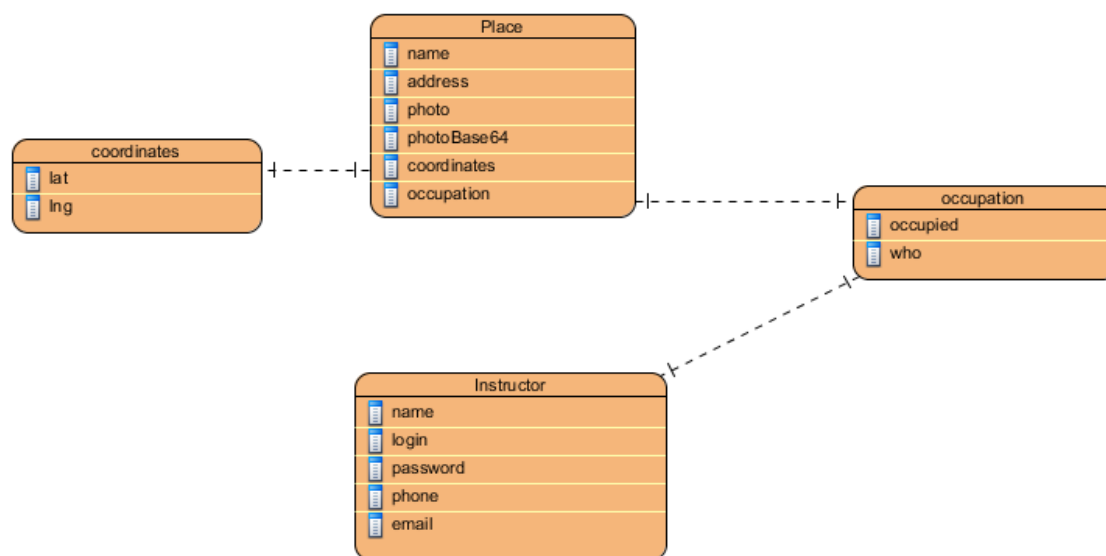 Place
name
address
photo
photoBase64
coordinates
occupation
coordinates
lat
lng
occupation
occupied
who
Instructor
name
login
password
phone
email